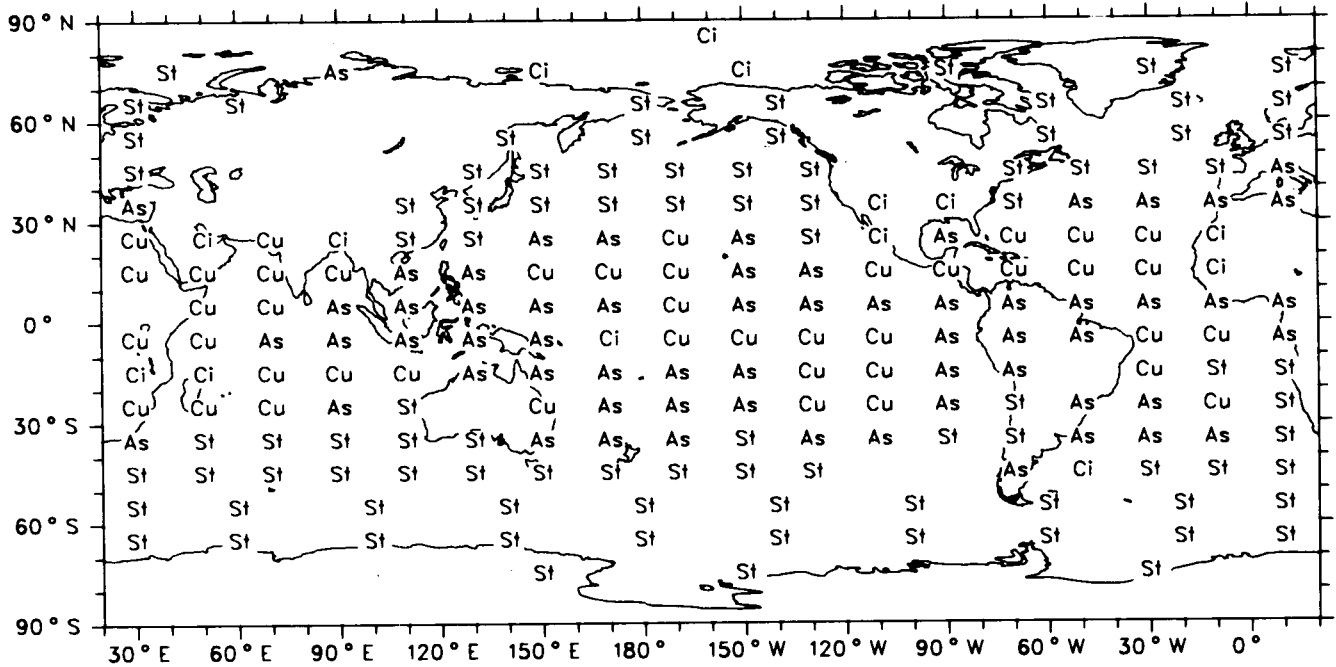 90° N
Ci
St As Ci Ci St St St
St St St St St St St
60° N
St St St St St St St
St St St St St St St St St St St As
As St St St St St St St Ci Ci St As As As As
30° N
Cu Ci Cu Ci St St As As Cu As St Ci As Cu Cu Cu Ci
Cu Cu Cu Cu As As Cu Cu Cu As As Cu Cu Cu Cu Cu Ci
Cu Cu As As As As As Cu As As As As As As As As As
0°
Cu Cu As As As As As Ci Cu Cu Cu Cu As As As Cu Cu As
Ci Ci Cu Cu Cu As As As As As Cu Cu As As Cu St St
Cu Cu Cu As St Cu As As As Cu Cu As St As As Cu St
30° S
As St St St St St As As As St As As St St As As As St
St St St St St St St St St St St As Ci St St St
St St St St St St St St St St
60° S
St St St St St St St St St St
St St St
90° S
30° E 60° E 90° E 120° E 150° E 180° 150° W 120° W 90° W 60° W 30° W 0°